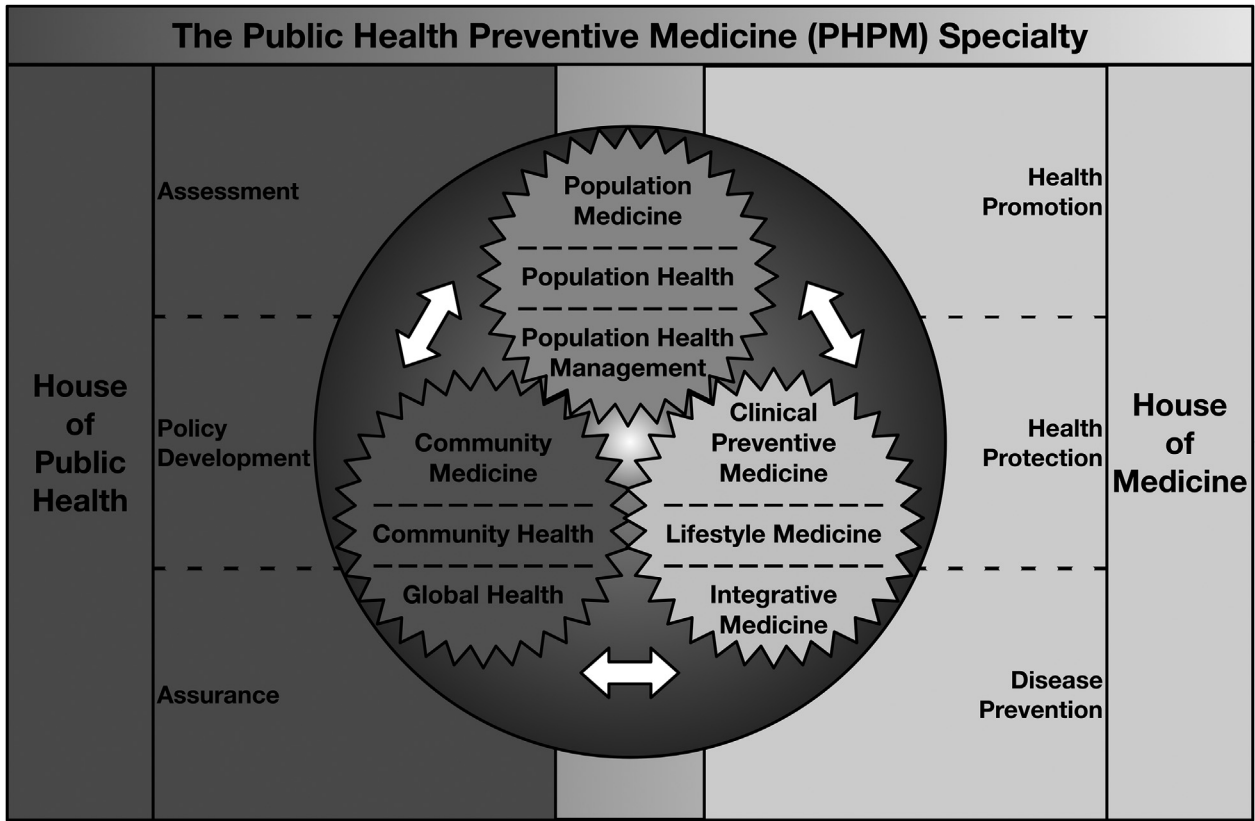 The Public Health Preventive Medicine (PHPM) Specialty
House
of
Public
Health
Assessment
Policy
Development
Assurance
Population
Medicine
Population Health
Population Health
Management
Community
Medicine
Community Health
Global Health
Clinical
Preventive
Medicine
Lifestyle Medicine
Integrative
Medicine
Health
Promotion
Health
Protection
Disease
Prevention
House
of
Medicine